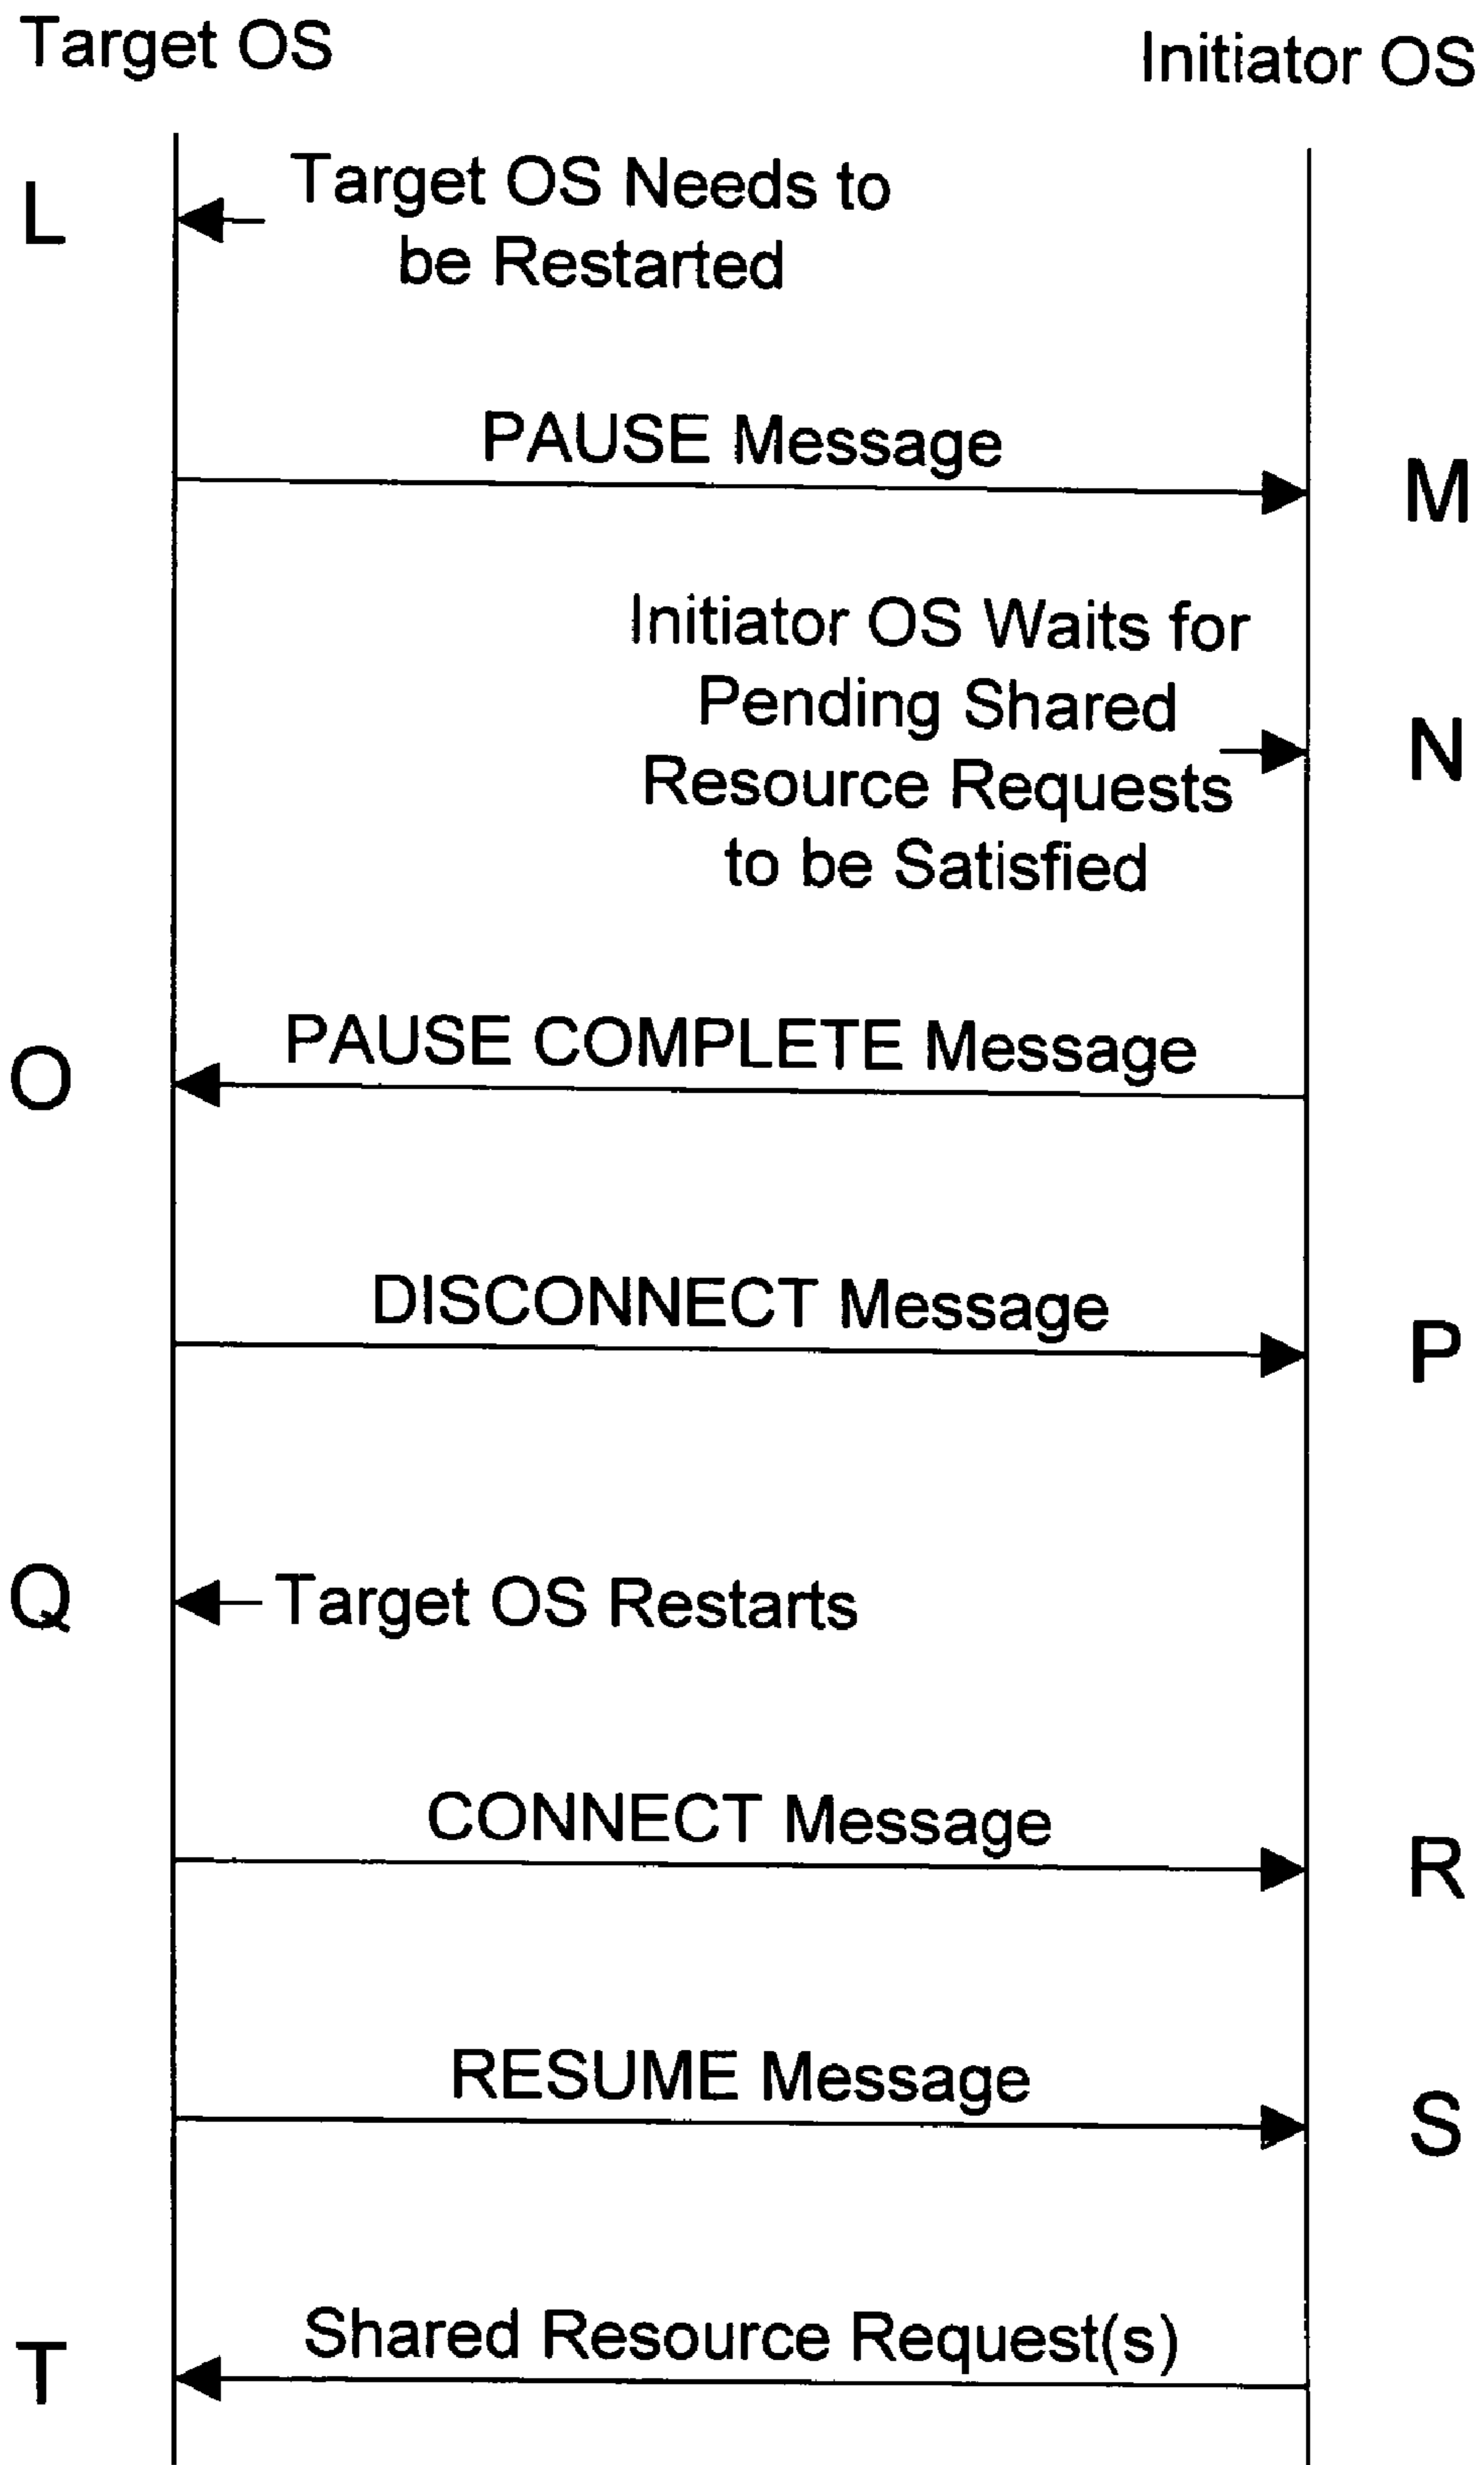 Target OS
Initiator OS
L
Target OS Needs to
be Restarted
PAUSE Message
M
Initiator OS Waits for
Pending Shared
Resource Requests
to be Satisfied
N
PAUSE COMPLETE Message
O
DISCONNECT Message
P
Q
Target OS Restarts
CONNECT Message
R
RESUME Message
S
Shared Resource Request(s)
T